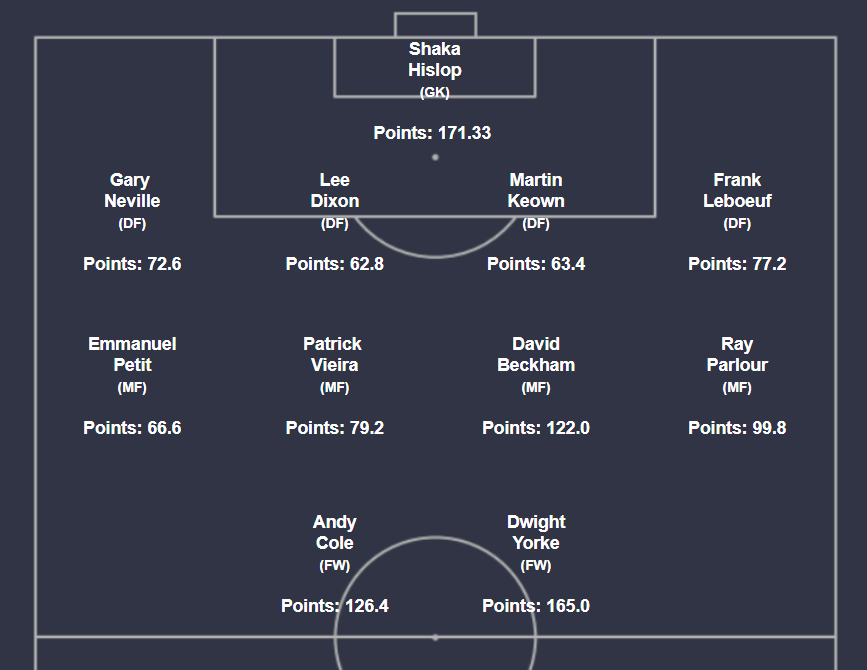 Shaka
Hislop
(GK)
Points: 171.33
Gary
Neville
(DF)
Points: 72.6
Lee
Dixon
(DF)
Points: 62.8
Martin
Keown
(DF)
Points: 63.4
Frank
Leboeuf
(DF)
Points: 77.2
Emmanuel
Petit
(MF)
Points: 66.6
Patrick
Vieira
(MF)
Points: 79.2
David
Beckham
(MF)
Points: 122.0
Ray
Parlour
(MF)
Points: 99.8
Andy
Cole
(FW)
Points: 126.4
Dwight
Yorke
(FW)
Points: 165.0